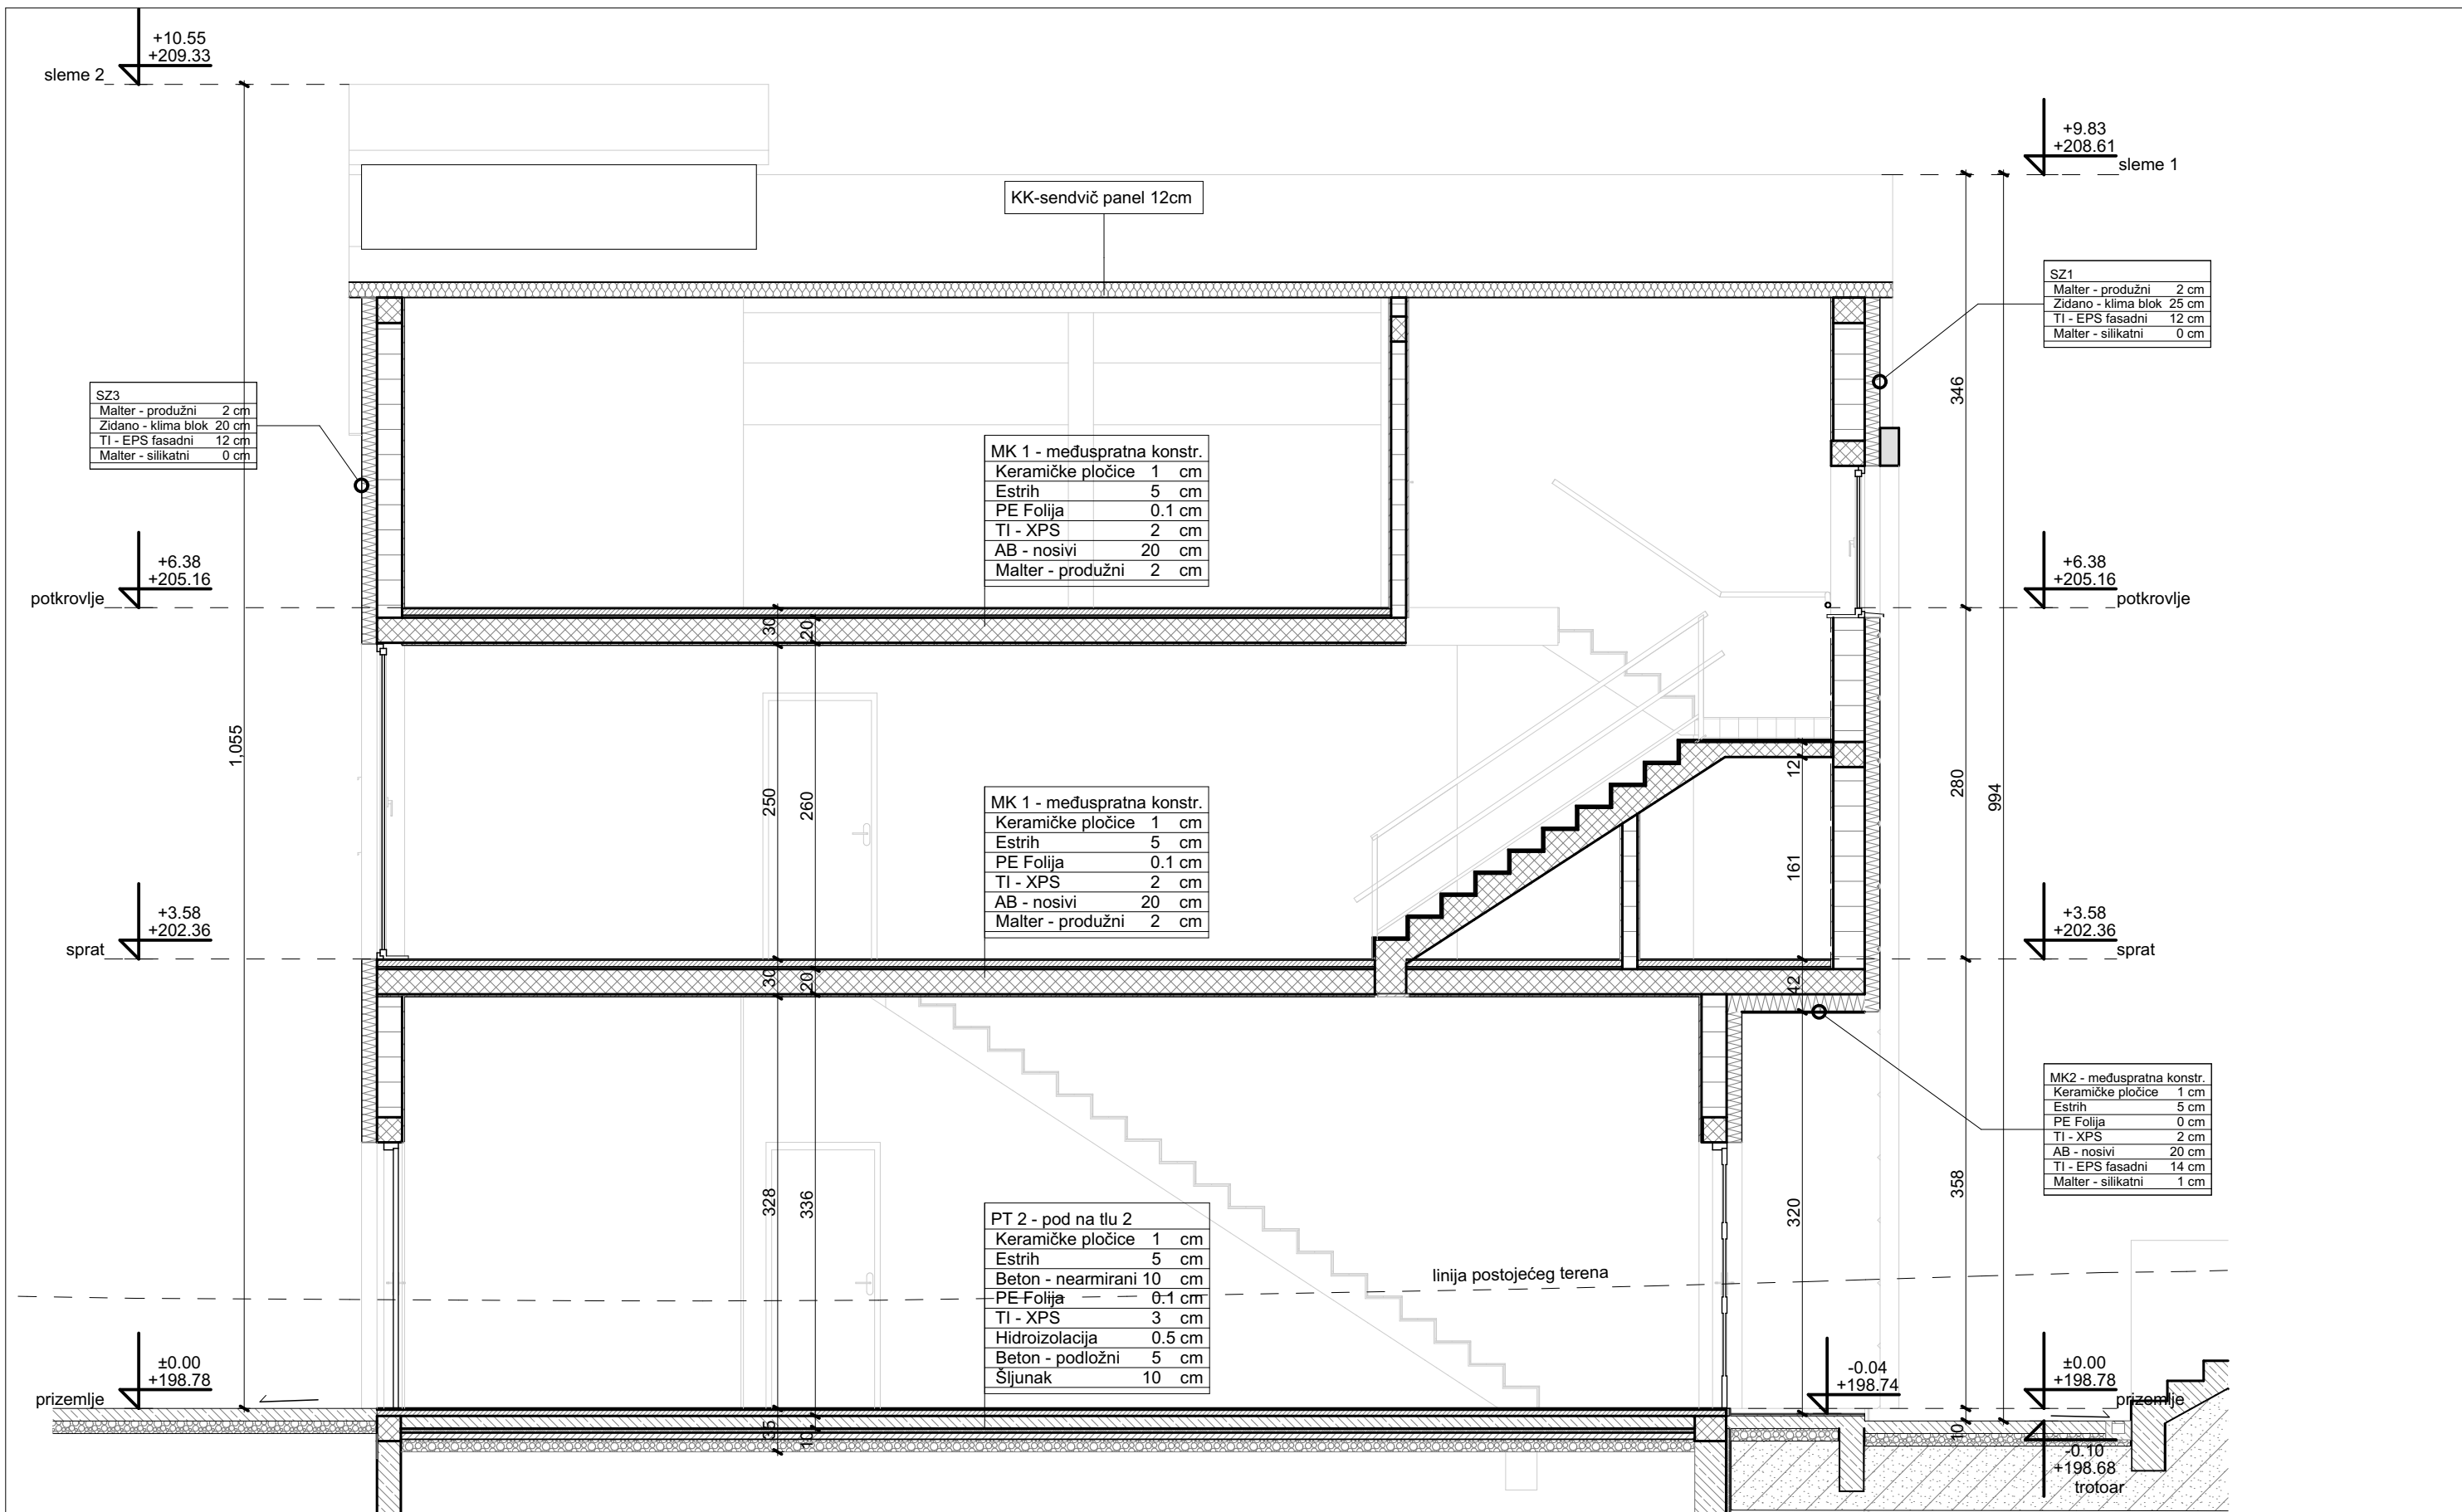 +10.55
+209.33
sleme 2
+9.83
+208.61
sleme 1
KK-sendvič panel 12cm
SZ1
Malter - produžni 2 cm
Zidano - klima blok 25 cm
TI - EPS fasadni 12 cm
Malter - silikatni 0 cm
SZ3
Malter - produžni 2 cm
Zidano - klima blok 20 cm
TI - EPS fasadni 12 cm
Malter - silikatni 0 cm
346
MK 1 - međuspratna konstr.
Keramičke pločice 1 cm
Estrih 5 cm
PE Folija 0.1 cm
TI - XPS 2 cm
AB - nosivi 20 cm
Malter - produžni 2 cm
+6.38
+205.16
potkrovlje
+6.38
+205.16
potkrovlje
30
20
1,055
250
260
12
161
280
994
MK 1 - međuspratna konstr.
Keramičke pločice 1 cm
Estrih 5 cm
PE Folija 0.1 cm
TI - XPS 2 cm
AB - nosivi 20 cm
Malter - produžni 2 cm
+3.58
+202.36
sprat
+3.58
+202.36
sprat
30
20
42
MK2 - međuspratna konstr.
Keramičke pločice 1 cm
Estrih 5 cm
PE Folija 0 cm
TI - XPS 2 cm
AB - nosivi 20 cm
TI - EPS fasadni 14 cm
Malter - silikatni 1 cm
328
336
320
358
PT 2 - pod na tlu 2
Keramičke pločice 1 cm
Estrih 5 cm
Beton - nearmirani 10 cm
PE Folija 0.1 cm
TI - XPS 3 cm
Hidroizolacija 0.5 cm
Beton - podložni 5 cm
Šljunak 10 cm
linija postojećeg terena
±0.00
+198.78
prizemlje
-0.04
+198.74
±0.00
+198.78
prizemlje
35
10
10
-0.10
+198.68
trotoar